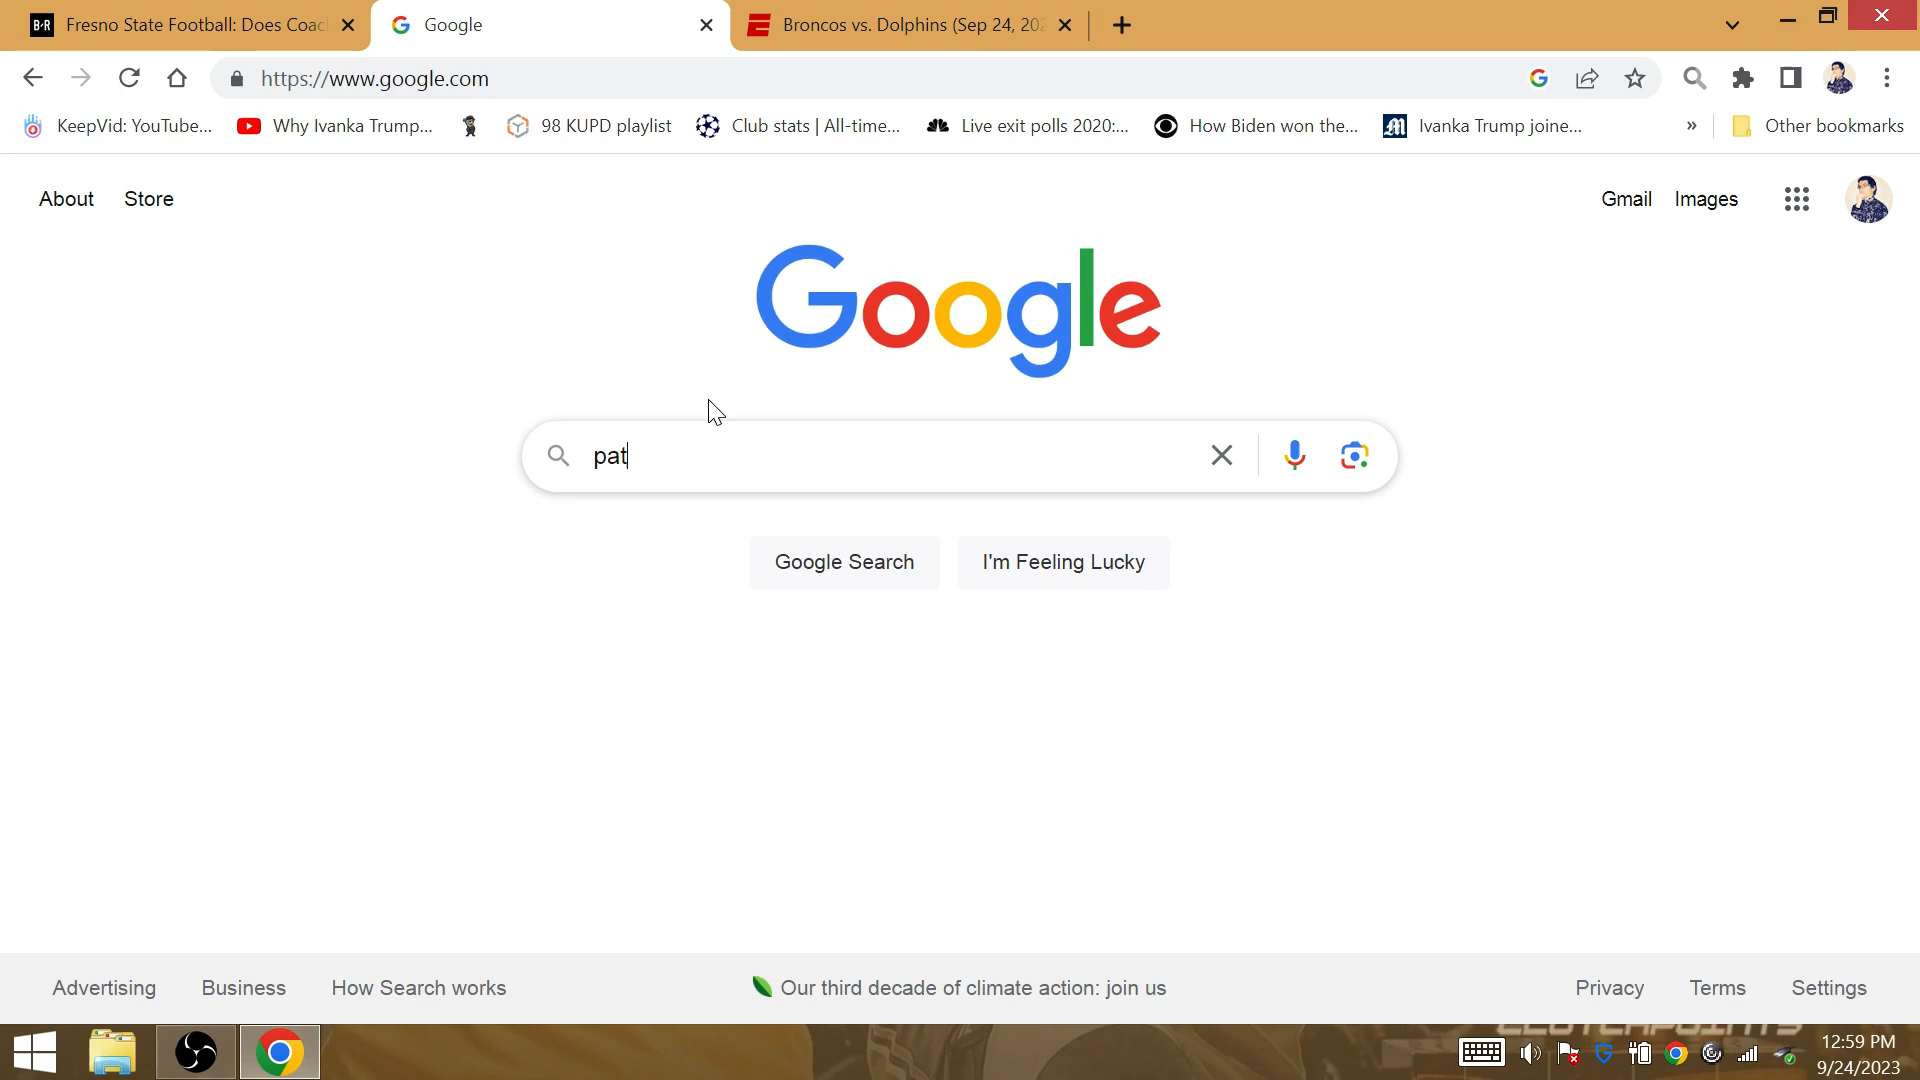 B·R Fresno State Football: Does Coac
Google
Broncos vs. Dolphins (Sep 24, 202
https://www.google.com
KeepVid: YouTube...
Why Ivanka Trump...
98 KUPD playlist
Club stats | All-time...
Live exit polls 2020:...
How Biden won the...
Ivanka Trump joine...
»
Other bookmarks
About
Store
Gmail
Images
Google
pat
Google Search
I'm Feeling Lucky
Advertising
Business
How Search works
Our third decade of climate action: join us
Privacy
Terms
Settings
CLUTCHPOINTS
12:59 PM
9/24/2023